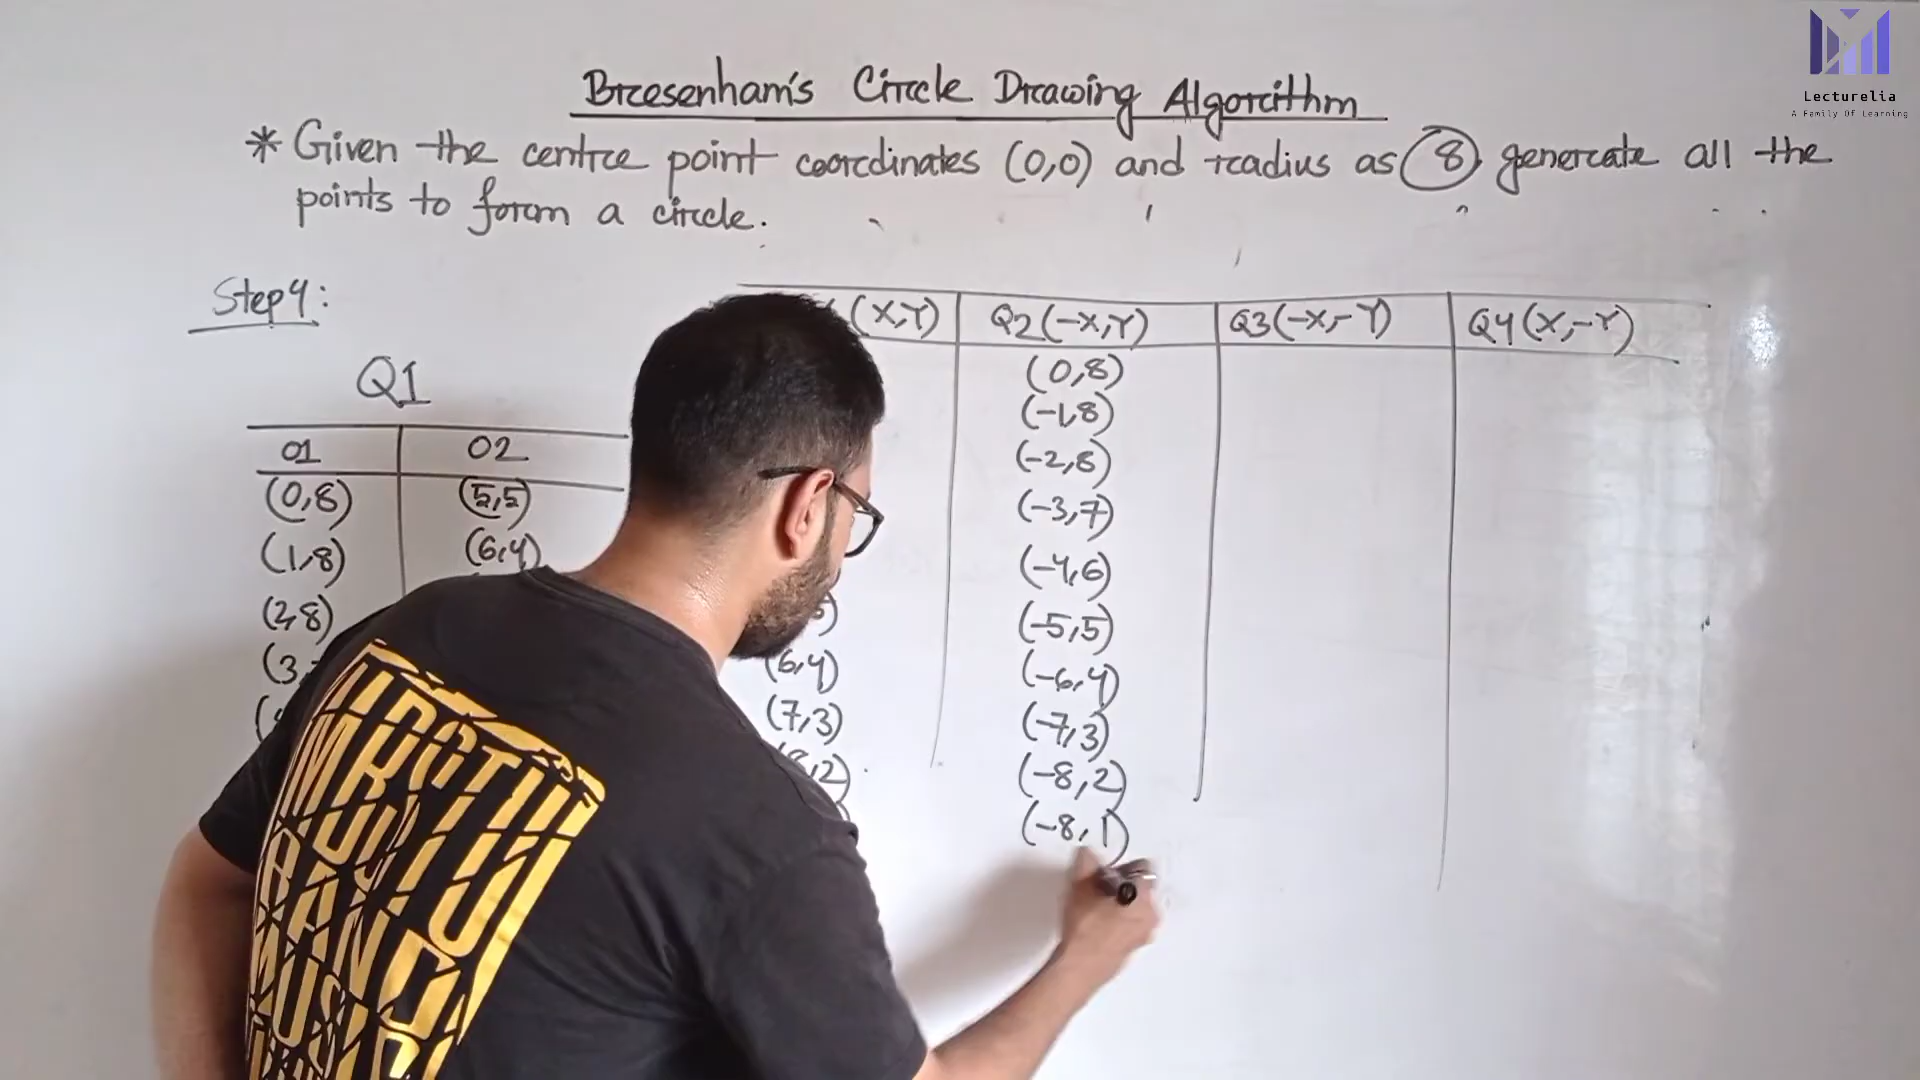 Lecturelia
A Family Of Learning
Bresenham's Circle Drawing Algorithm
* Given the centre point coordinates (0,0) and radius as 8, generate all the
points to form a circle.
Step 4:
Q1
01 02
(0,8) (5,5)
(1,8) (6,4)
(2,8)
(3,
(X,Y) Q2(-X,Y) Q3(-X,-Y) Q4(X,-Y)
(0,8)
(-1,8)
(-2,8)
(-3,7)
(-4,6)
(-5,5)
(6,4) (-6,4)
(7,3) (-7,3)
,2) (-8,2)
(-8,1)